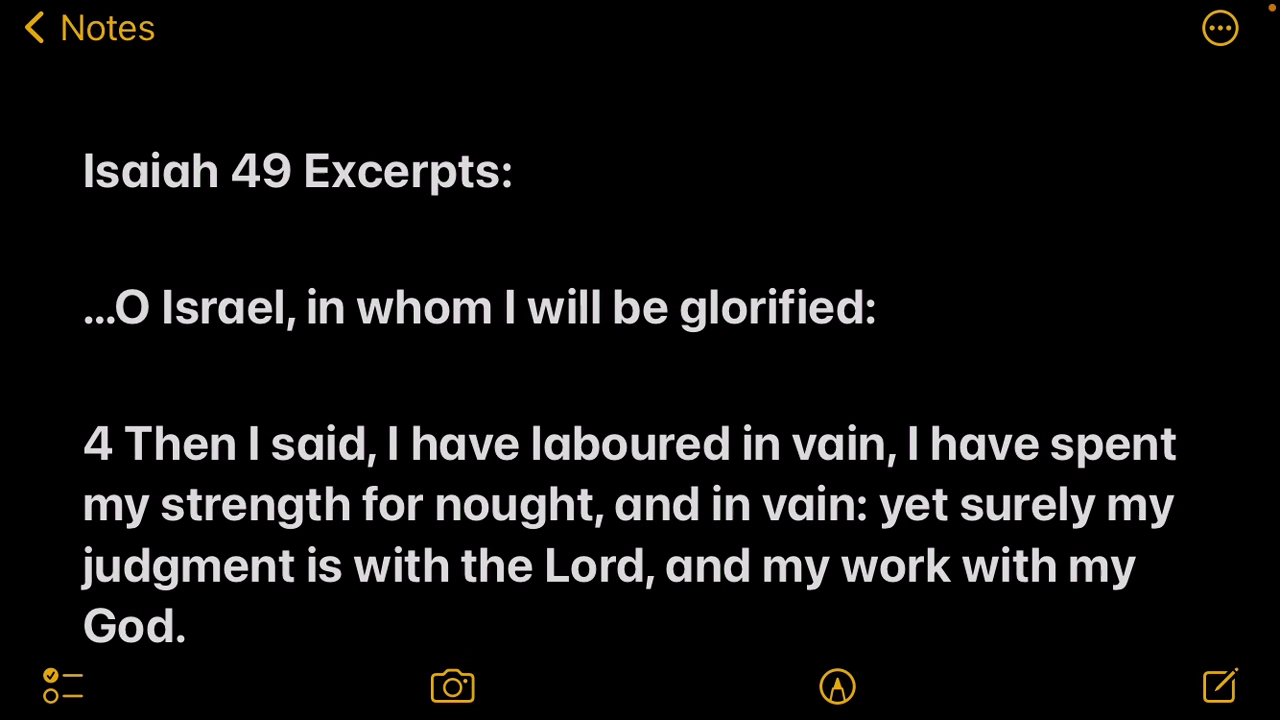 Notes
Isaiah 49 Excerpts:
...O Israel, in whom I will be glorified:
4 Then I said, I have laboured in vain, I have spent
my strength for nought, and in vain: yet surely my
judgment is with the Lord, and my work with my
God.